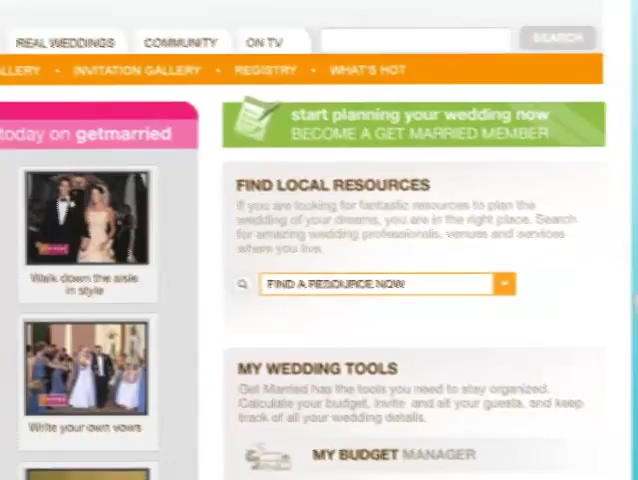 REAL WEDDINGS
COMMUNITY
ON TV
SEARCH
INVITATION GALLERY • REGISTRY • WHAT'S HOT
today on getmarried
Walk down the aisle
in style
Write your own vows
start planning your wedding now
BECOME A GET MARRIED MEMBER
FIND LOCAL RESOURCES
If you are looking for fantastic resources to plan the
wedding of your dreams, you are in the right place. Search
for amazing wedding professionals, venues and services
where you live.
FIND A RESOURCE NOW
MY WEDDING TOOLS
Get Married has the tools you need to stay organized.
Calculate your budget, invite and all your guests, and keep
track of all your wedding details.
MY BUDGET MANAGER